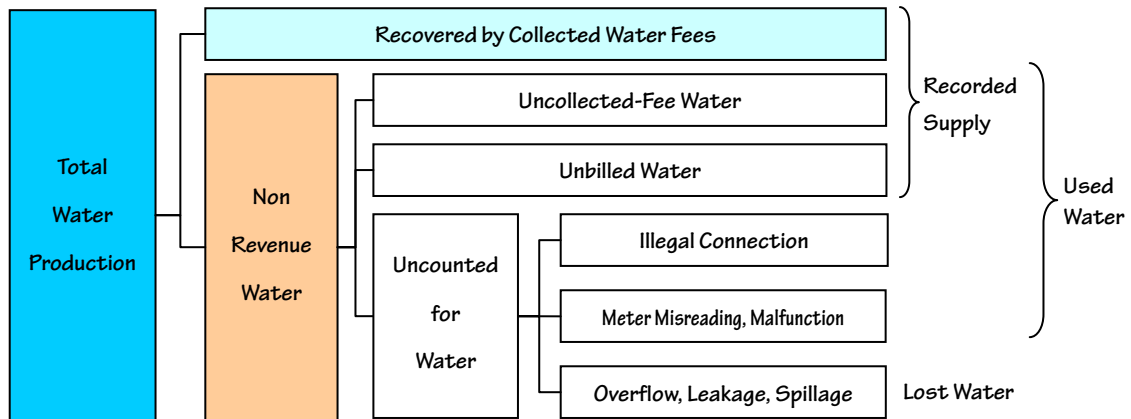 Total
Water
Production
Recovered by Collected Water Fees
Non
Revenue
Water
Uncollected-Fee Water
Unbilled Water
Uncounted
for
Water
Illegal Connection
Meter Misreading, Malfunction
Overflow, Leakage, Spillage
Recorded
Supply
Used
Water
Lost Water